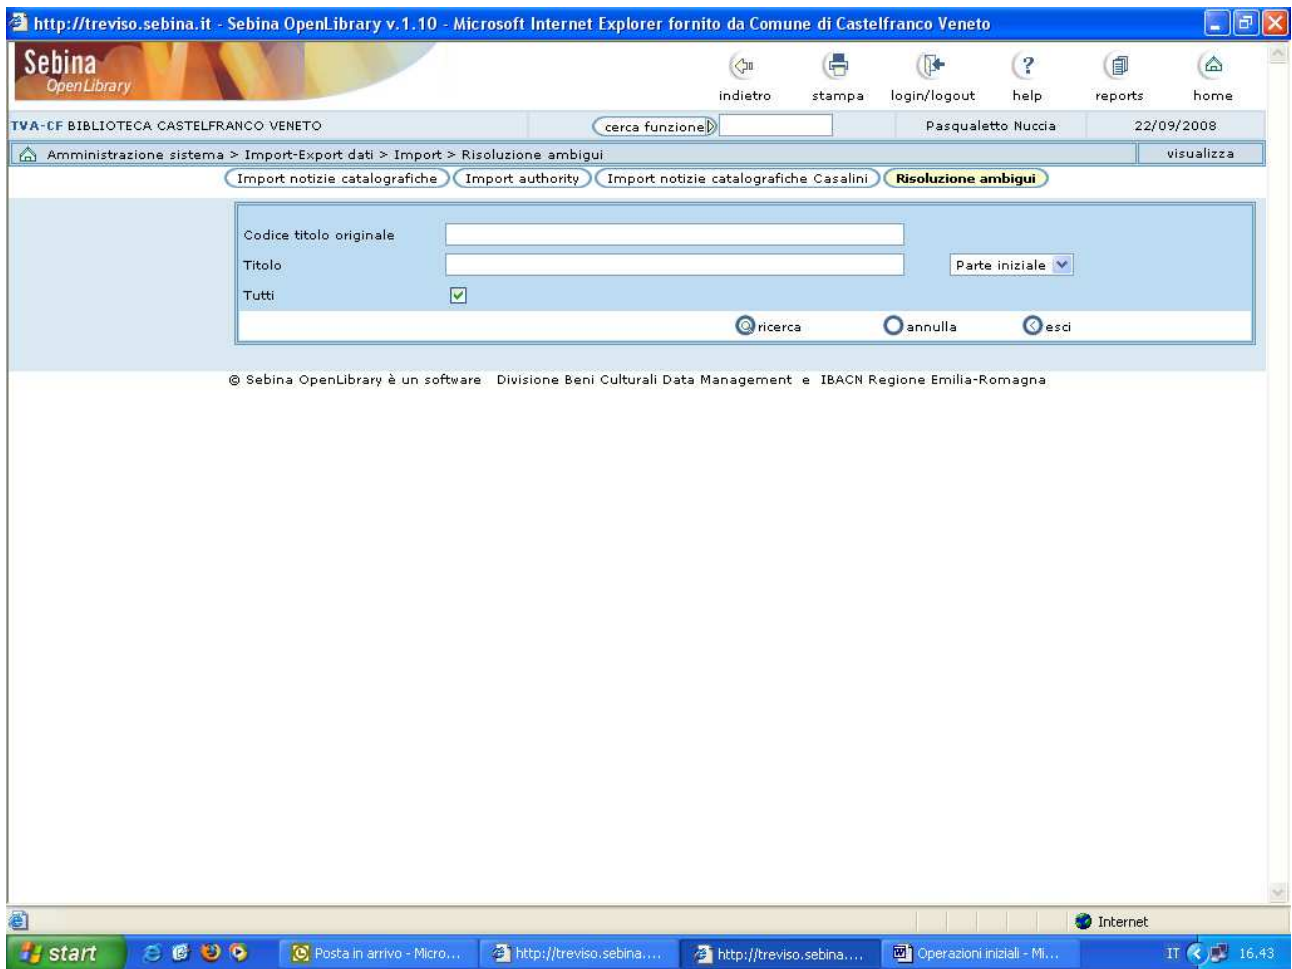 http://treviso.sebina.it - Sebina OpenLibrary v.1.10 - Microsoft Internet Explorer fornito da Comune di Castelfranco Veneto
Sebina
OpenLibrary
indietro stampa login/logout help reports home
TVA-CF BIBLIOTECA CASTELFRANCO VENETO cerca funzione Pasqualetto Nuccia 22/09/2008
Amministrazione sistema > Import-Export dati > Import > Risoluzione ambigui visualizza
Import notizie catalografiche Import authority Import notizie catalografiche Casalini Risoluzione ambigui
Codice titolo originale
Titolo Parte iniziale
Tutti
ricerca annulla esci
© Sebina OpenLibrary è un software Divisione Beni Culturali Data Management e IBACN Regione Emilia-Romagna
Internet
start Posta in arrivo - Micro... http://treviso.sebina.... http://treviso.sebina.... Operazioni iniziali - Mi... IT 16.43